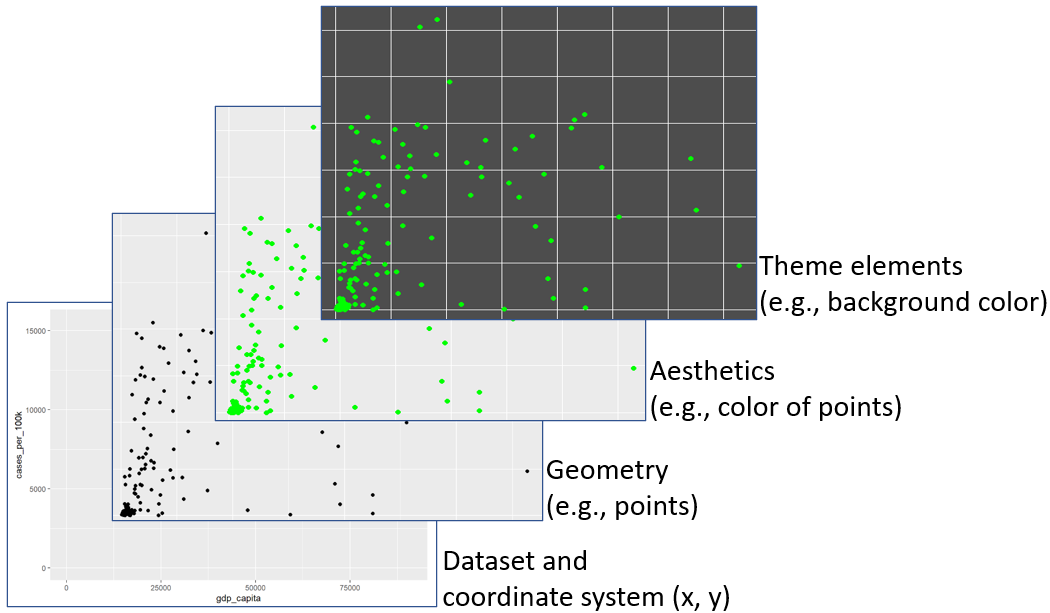 Theme elements
(e.g., background color)
Aesthetics
(e.g., color of points)
Geometry
(e.g., points)
Dataset and
coordinate system (x, y)
15000
10000
5000
0
cases_per_100k
0
25000
50000
75000
gdp_capita